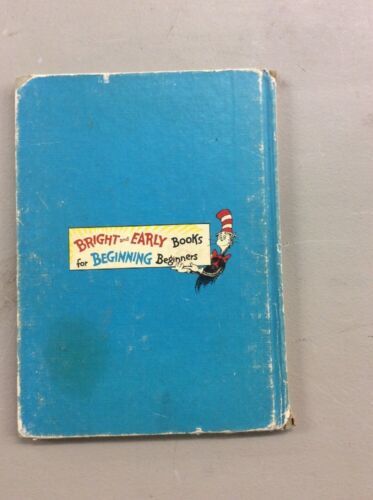 BRIGHT and EARLY BOOKS
for BEGINNING Beginners